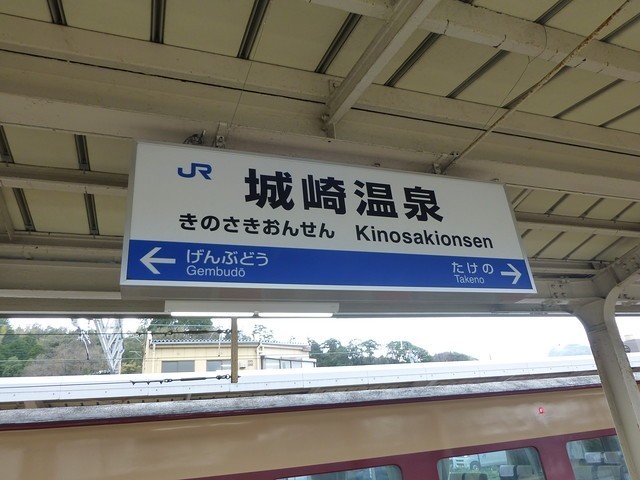 JR 城崎温泉
きのさきおんせん Kinosakionsen
← げんぶどう たけの →
Gembudō Takeno